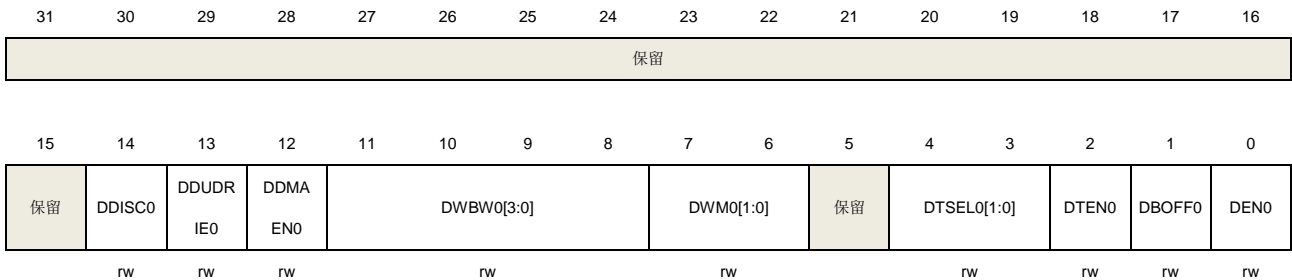 31 30 29 28 27 26 25 24 23 22 21 20 19 18 17 16
保留
15 14 13 12 11 10 9 8 7 6 5 4 3 2 1 0
保留 DDISC0 DDUDR IE0 DDMA EN0 DWBW0[3:0] DWM0[1:0] 保留 DTSEL0[1:0] DTEN0 DBOFF0 DEN0
rw rw rw rw rw rw rw rw rw